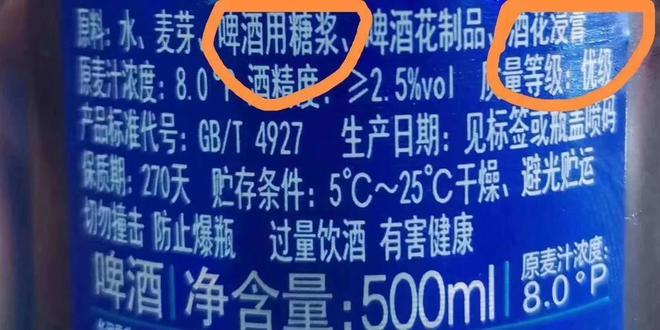 原料:水、麦芽、啤酒用糖浆、啤酒花制品、酒花浸膏
原麦汁浓度:8.0°P 酒精度:≥2.5%vol 质量等级:优级
产品标准代号:GB/T 4927 生产日期:见标签或瓶盖喷码
保质期:270天 贮存条件:5℃~25℃干燥、避光贮运
切勿撞击 防止爆瓶 过量饮酒 有害健康
啤酒 净含量:500ml 原麦汁浓度:
8.0°P